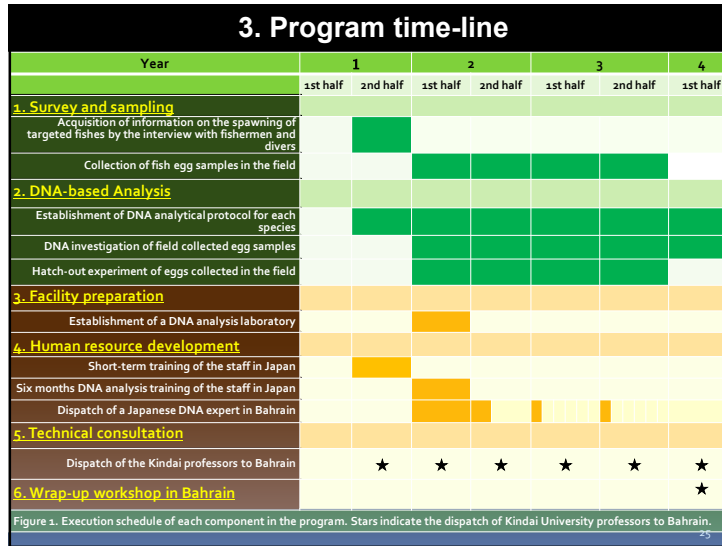 3. Program time-line
Year 1 2 3 4
1st half 2nd half 1st half 2nd half 1st half 2nd half 1st half
1. Survey and sampling
Acquisition of information on the spawning of
targeted fishes by the interview with fishermen and
divers
Collection of fish egg samples in the field
2. DNA-based Analysis
Establishment of DNA analytical protocol for each
species
DNA investigation of field collected egg samples
Hatch-out experiment of eggs collected in the field
3. Facility preparation
Establishment of a DNA analysis laboratory
4. Human resource development
Short-term training of the staff in Japan
Six months DNA analysis training of the staff in Japan
Dispatch of a Japanese DNA expert in Bahrain
5. Technical consultation
Dispatch of the Kindai professors to Bahrain ★ ★ ★ ★ ★ ★
6. Wrap-up workshop in Bahrain ★
Figure 1. Execution schedule of each component in the program. Stars indicate the dispatch of Kindai University professors to Bahrain.
25